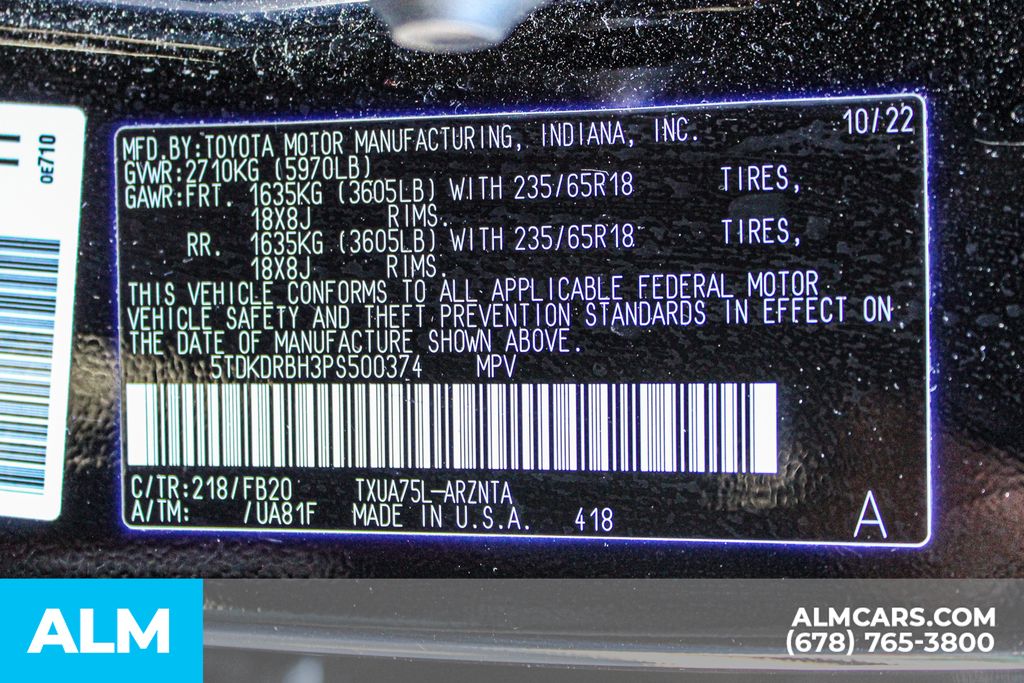 0E710
10/22
MFD.BY:TOYOTA MOTOR MANUFACTURING, INDIANA, INC.
GVWR:2710KG (5970LB)
GAWR:FRT. 1635KG (3605LB) WITH 235/65R18 TIRES,
18X8J RIMS.
RR. 1635KG (3605LB) WITH 235/65R18 TIRES,
18X8J RIMS.
THIS VEHICLE CONFORMS TO ALL APPLICABLE FEDERAL MOTOR
VEHICLE SAFETY AND THEFT PREVENTION STANDARDS IN EFFECT ON
THE DATE OF MANUFACTURE SHOWN ABOVE.
5TDKDRBH3PS500374 MPV
C/TR:218/FB20 TXUA75L-ARZNTA
A/TM: /UA81F MADE IN U.S.A. 418
A
ALM
ALMCARS.COM
(678) 765-3800